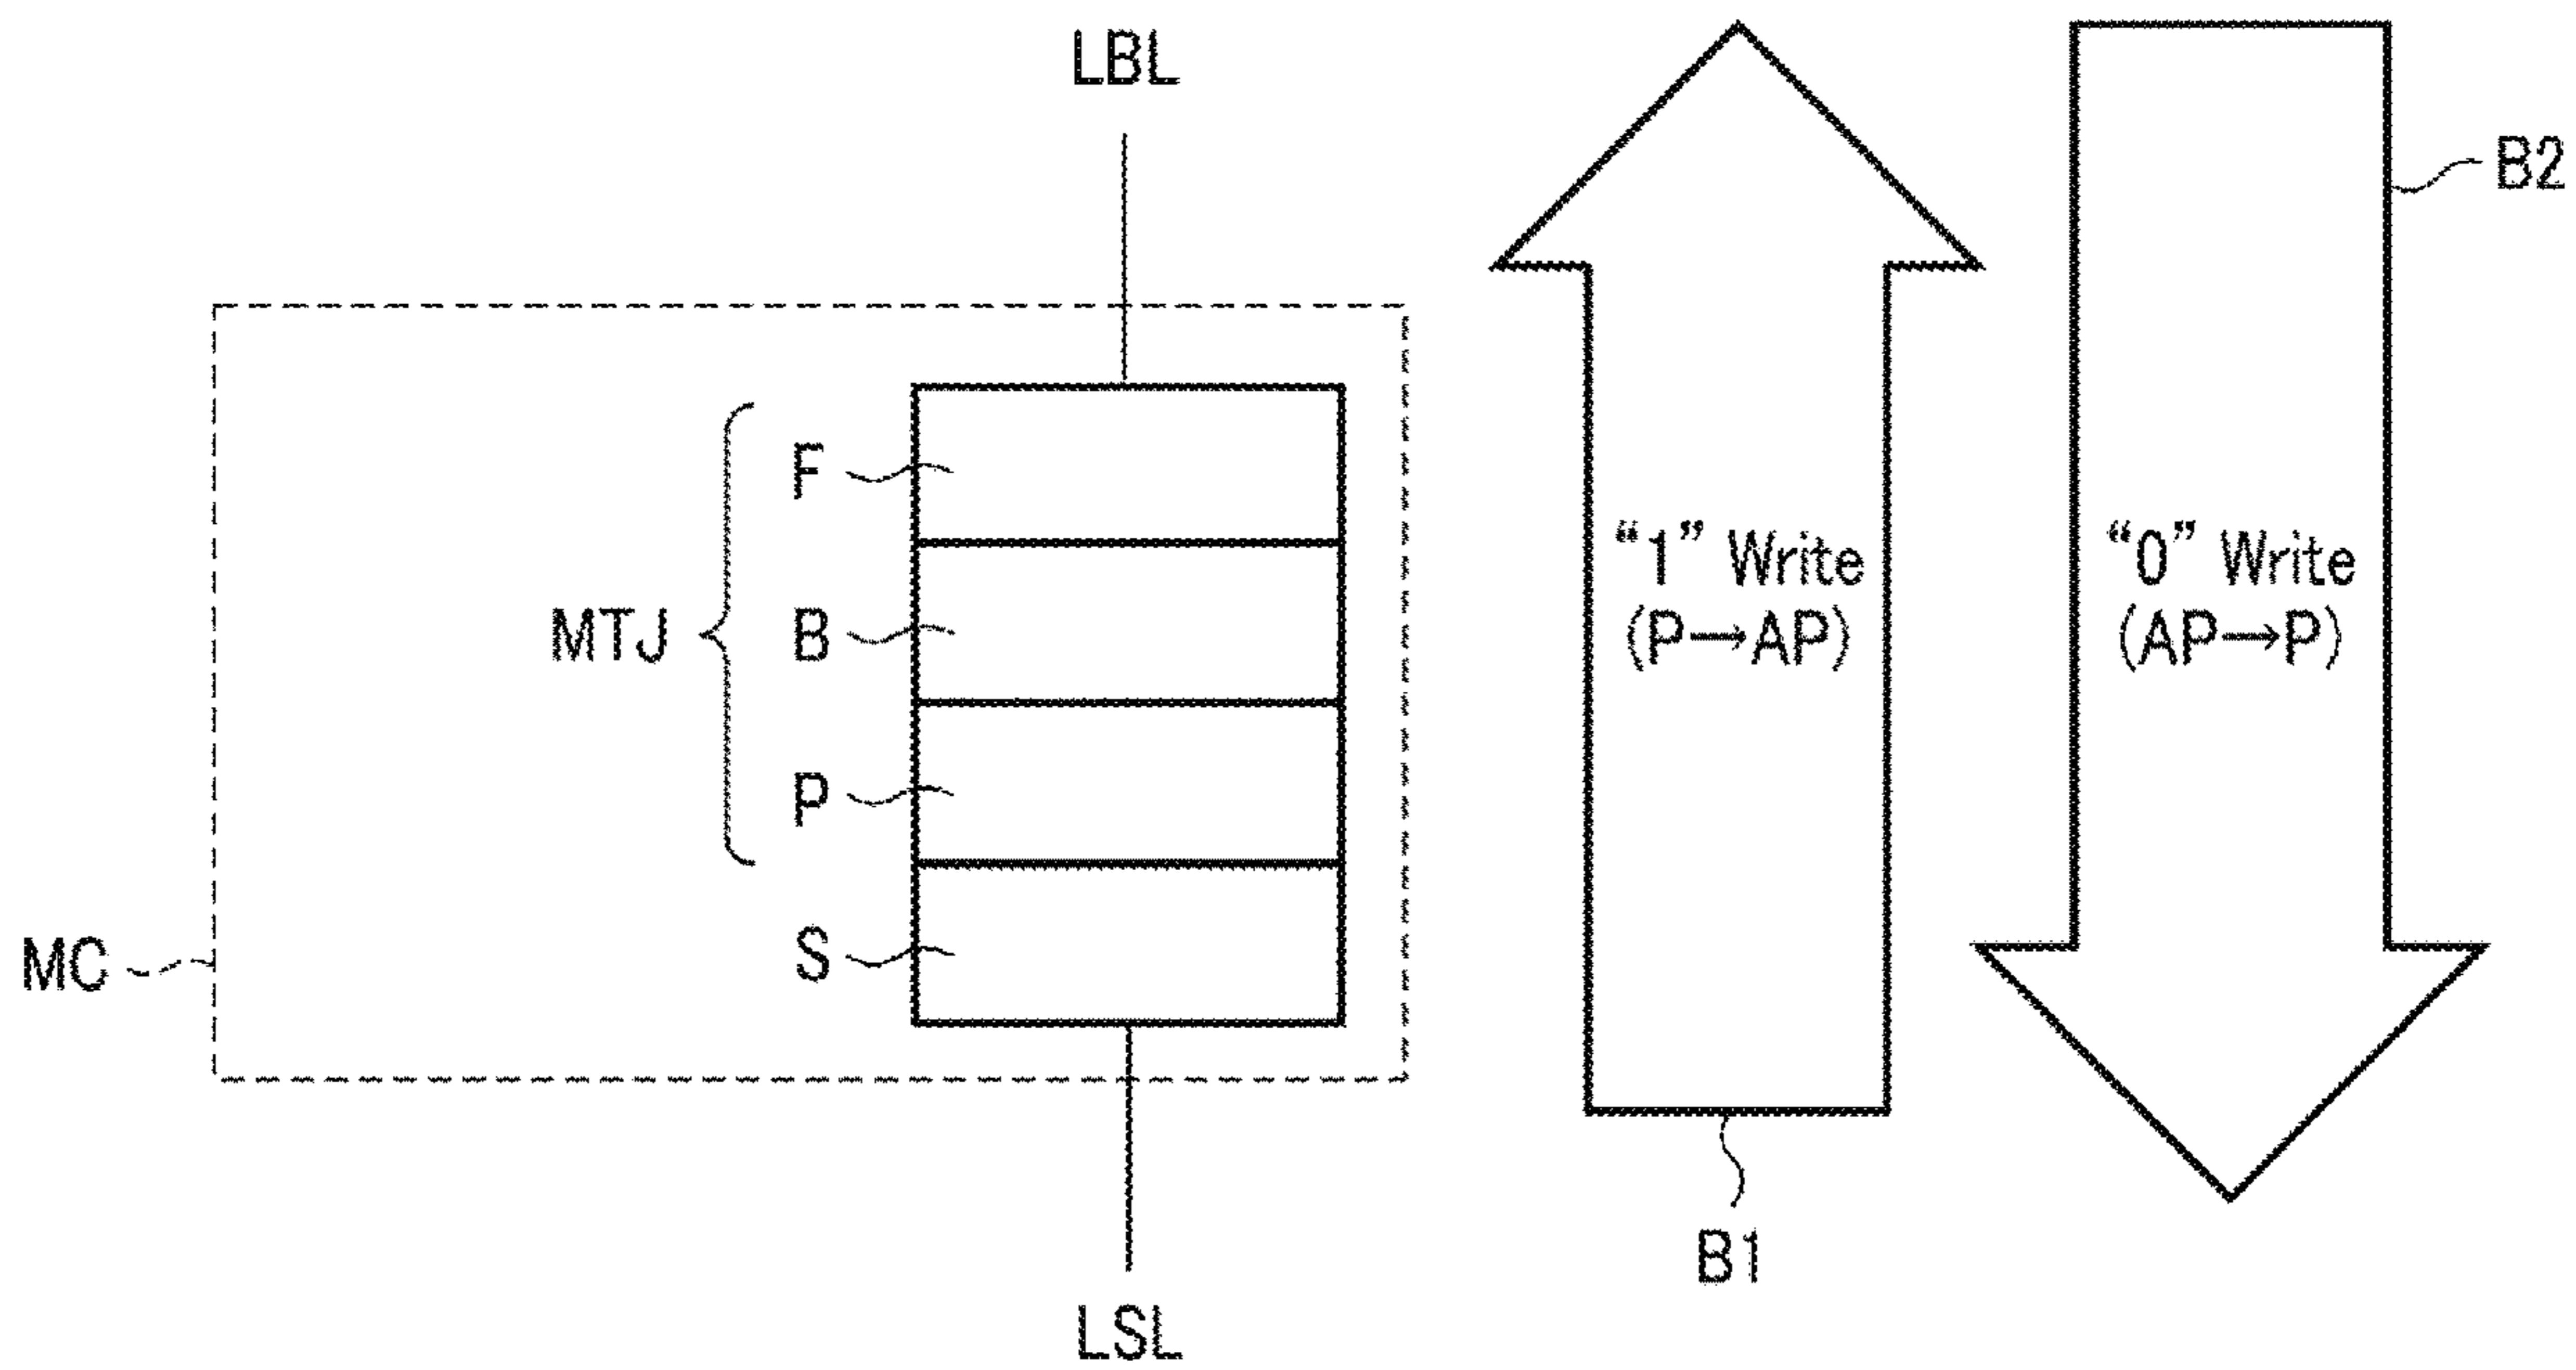 LBL
B2
F
“1” Write
(P→AP)
“0” Write
(AP→P)
MTJ
B
P
S
MC
B1
LSL